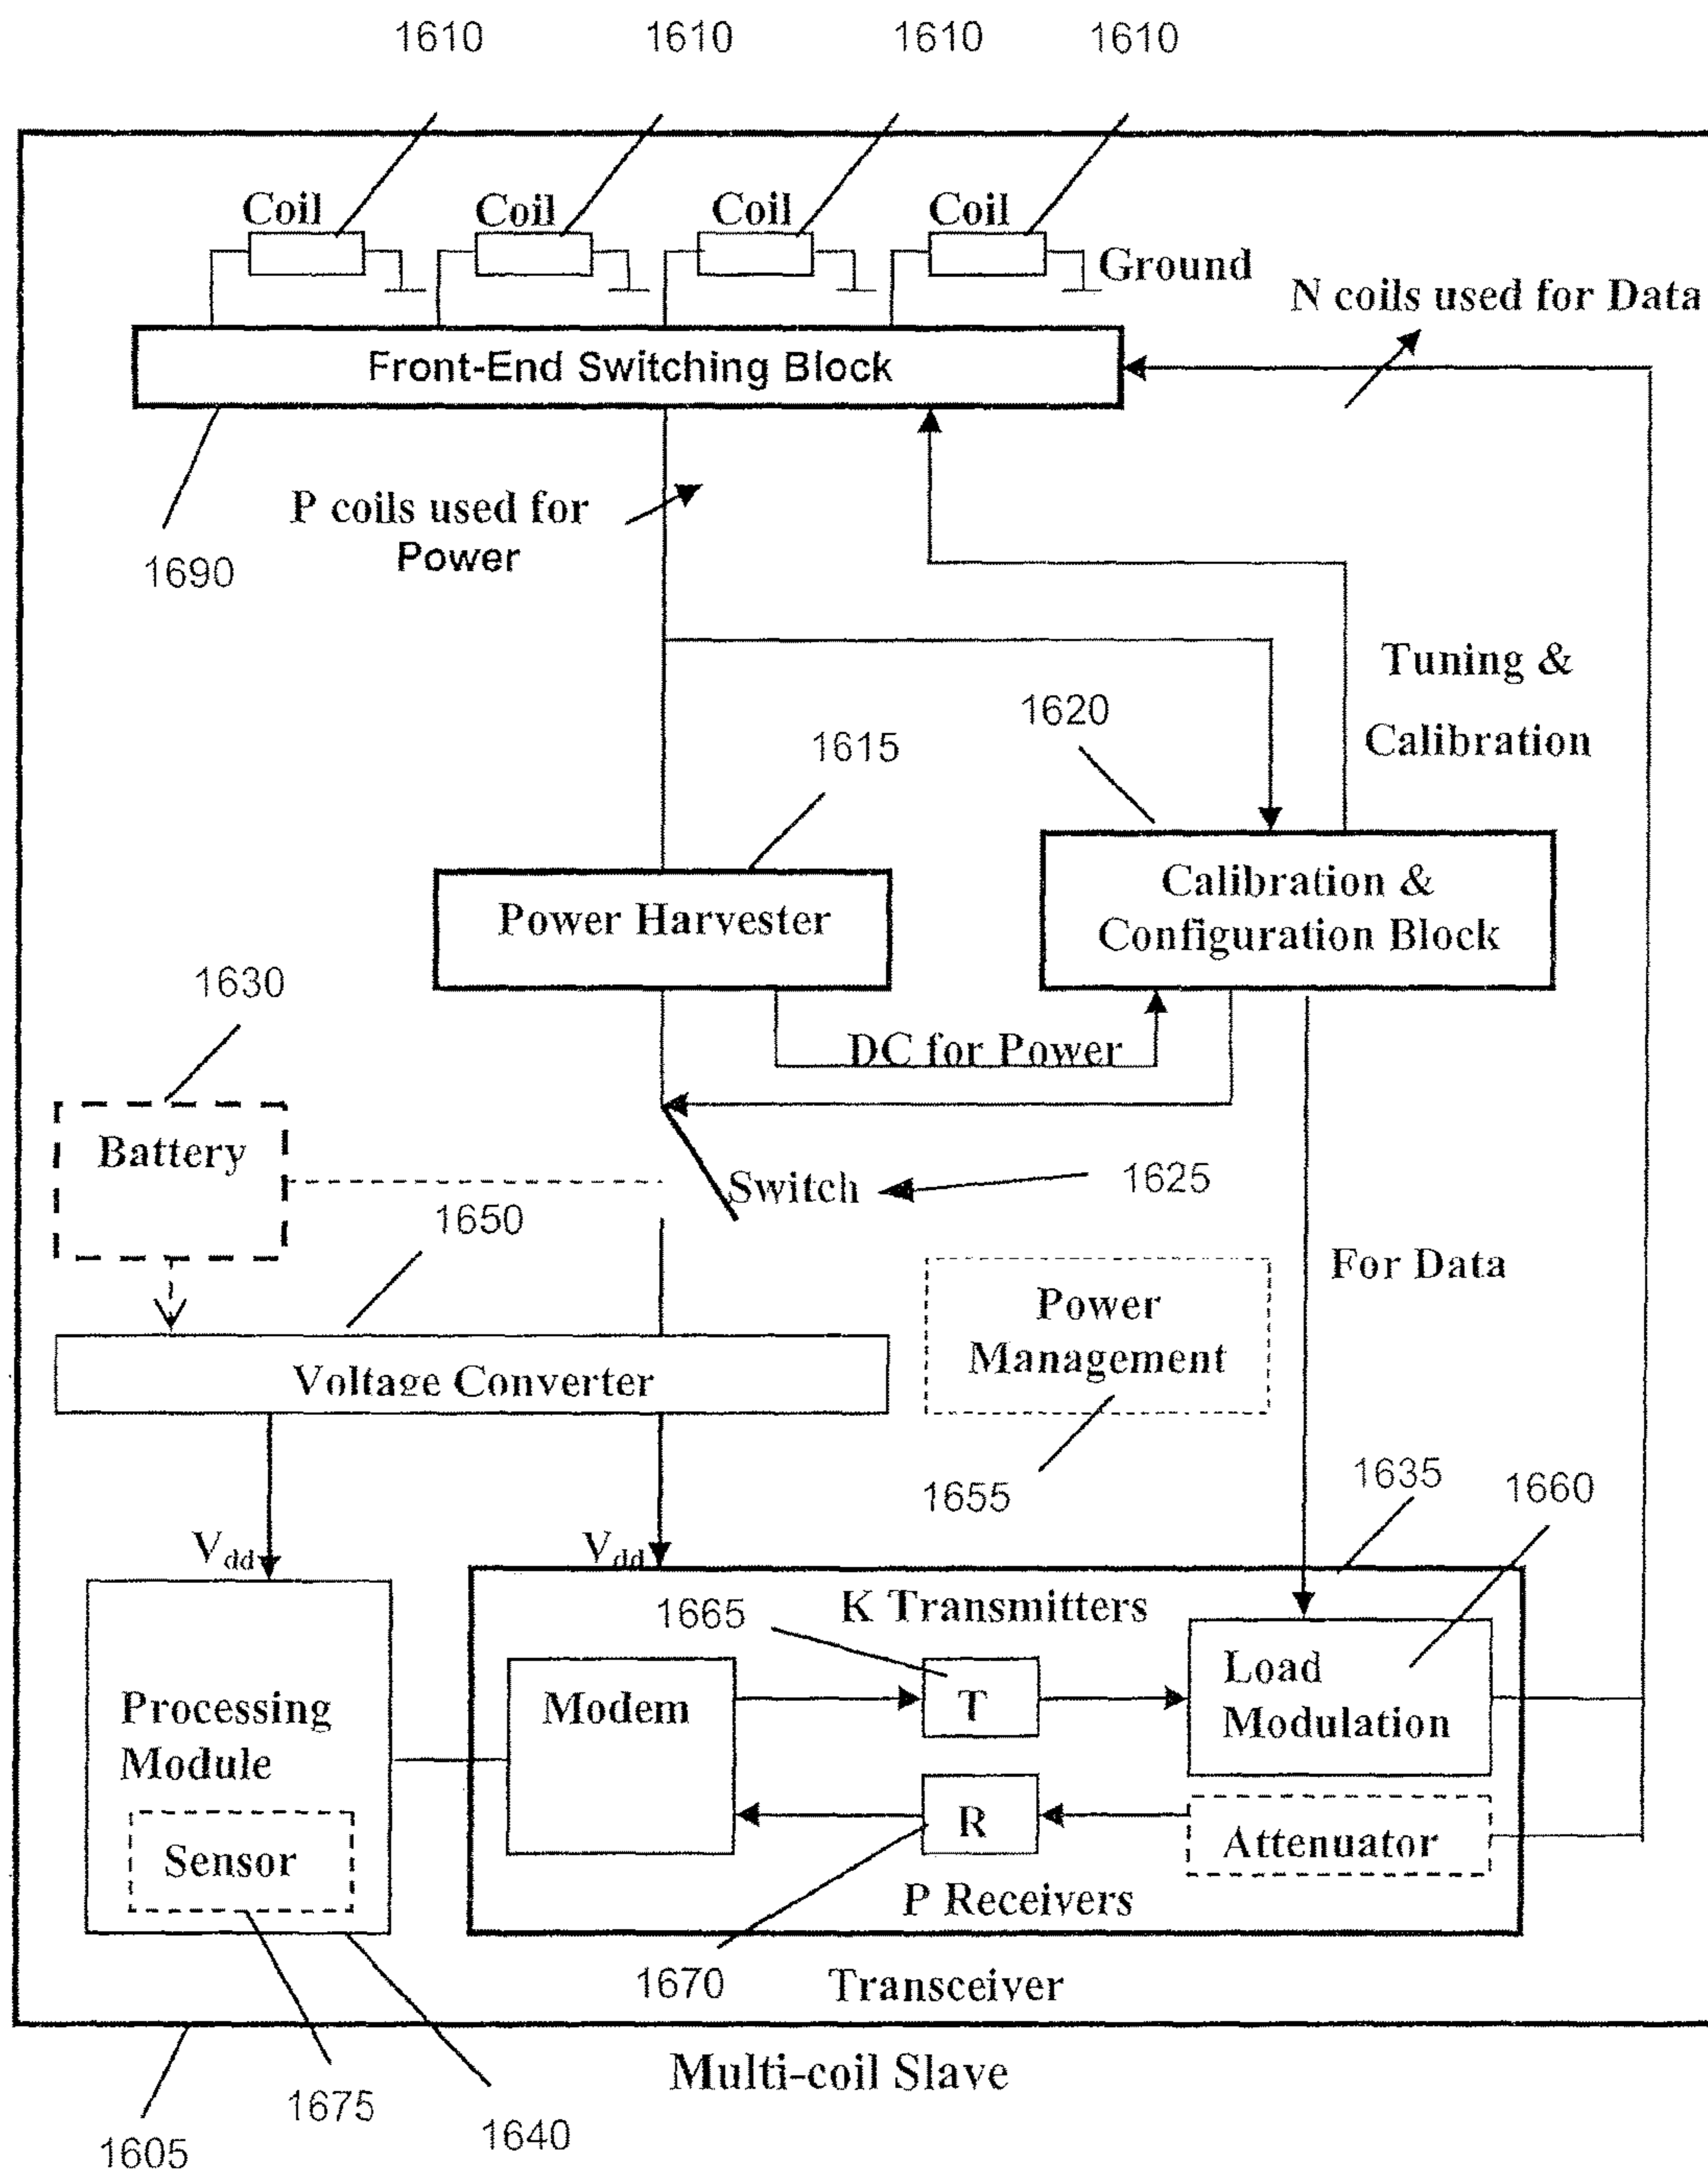 1610 1610 1610 1610
Coil Coil Coil Coil
Ground
N coils used for Data
Front-End Switching Block
P coils used for
Power
1690
Tuning &
Calibration
1620
1615
Calibration &
Configuration Block
Power Harvester
1630
DC for Power
Battery
Switch
1625
1650
For Data
Power
Management
Voltage Converter
1655
1635
1660
Vdd
Vdd
K Transmitters
1665
Load
Modulation
Modem
T
Processing
Module
R
Attenuator
Sensor
P Receivers
1670
Transceiver
Multi-coil Slave
1675
1640
1605